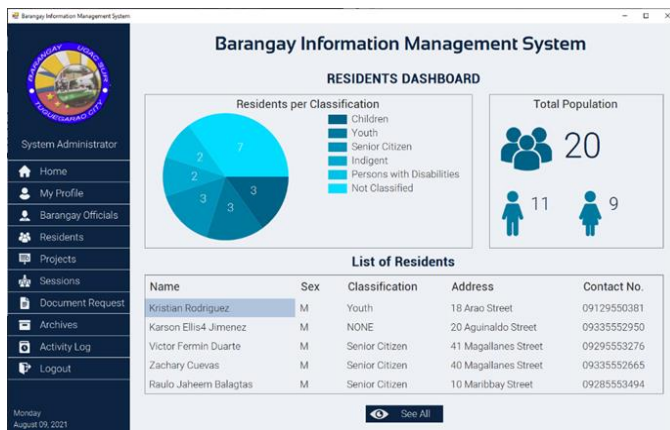 Barangay Information Management System
BARANGAY UGAC SUR
TUGUEGARAO CITY
System Administrator
Home
My Profile
Barangay Officials
Residents
Projects
Sessions
Document Request
Archives
Activity Log
Logout
Monday
August 09, 2021
Barangay Information Management System
RESIDENTS DASHBOARD
Residents per Classification
Children
Youth
Senior Citizen
Indigent
Persons with Disabilities
Not Classified
7
2
2
3
3
3
Total Population
20
11
9
List of Residents
Name Sex Classification Address Contact No.
Kristian Rodriguez M Youth 18 Arao Street 09129550381
Karson Ellis4 Jimenez M NONE 20 Aguinaldo Street 09335552950
Victor Fermin Duarte M Senior Citizen 41 Magallanes Street 09295553276
Zachary Cuevas M Senior Citizen 40 Magallanes Street 09335552665
Raulo Jaheem Balagtas M Senior Citizen 10 Maribbay Street 09285553494
See All